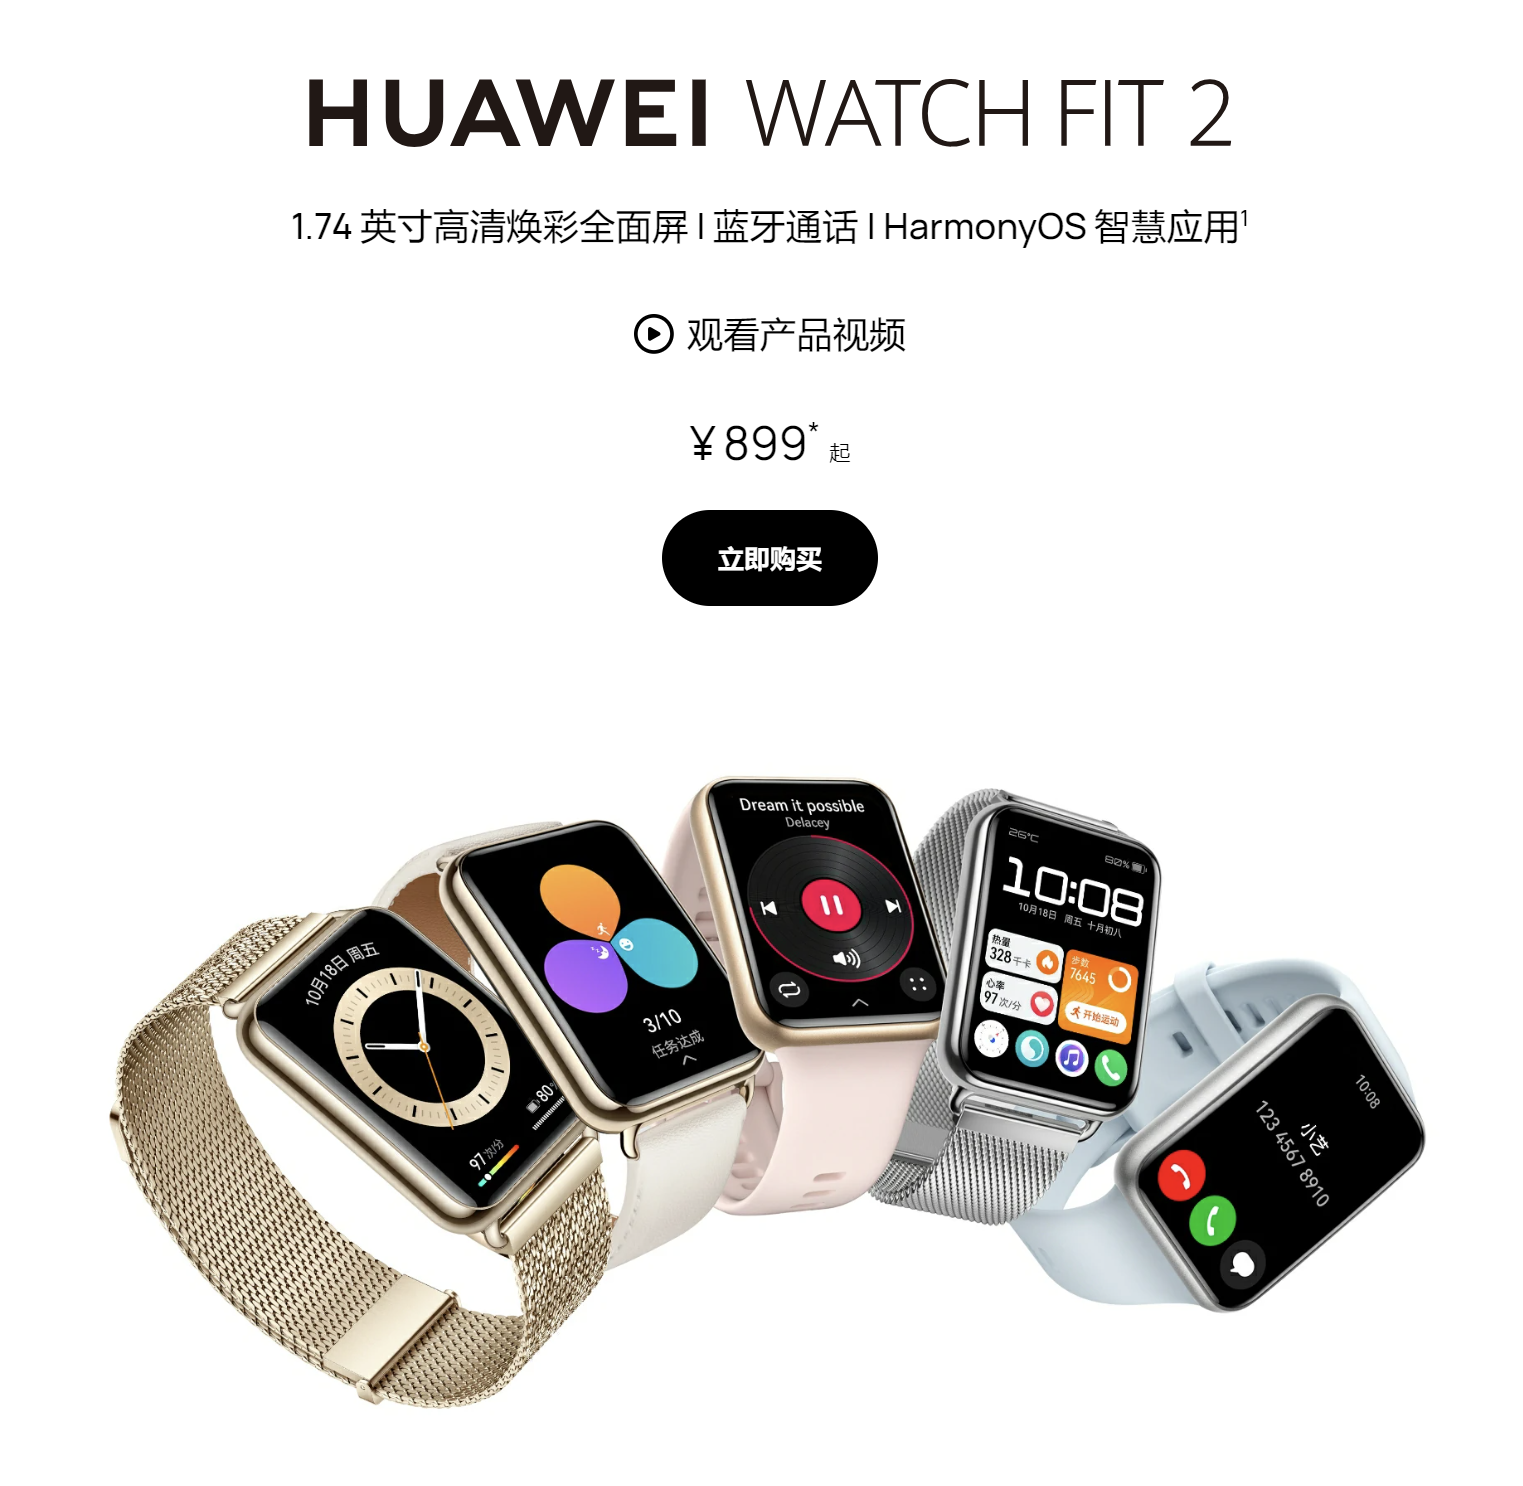 HUAWEI WATCH FIT 2
1.74 英寸高清焕彩全面屏 | 蓝牙通话 | HarmonyOS 智慧应用1
观看产品视频
¥899* 起
立即购买
10月18日 周五
80%
97 次/分
3/10
任务达成
Dream it possible
Delacey
26℃
80%
10:08
10月18日 周五 十月初八
热量
328 千卡
心率
97 次/分
步数
7645
开始运动
10:08
小艺
123 4567 8910